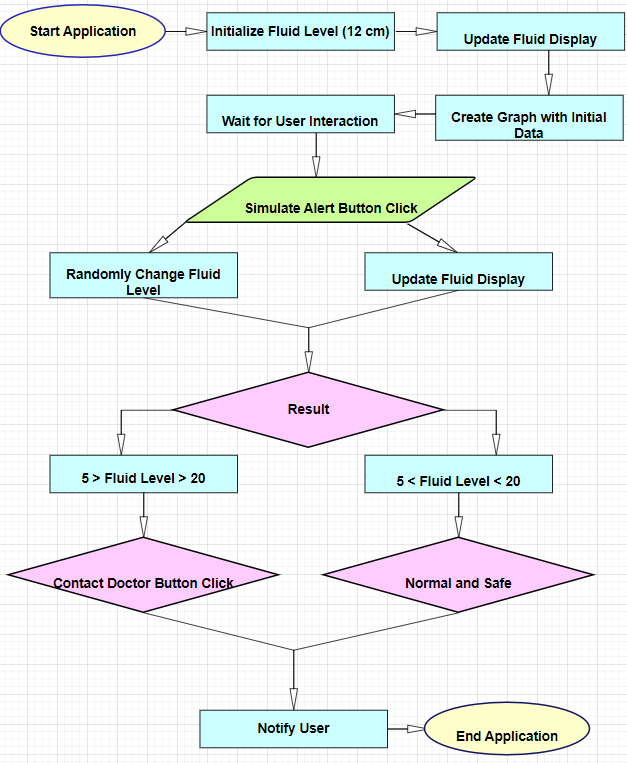 Start Application
Initialize Fluid Level (12 cm)
Update Fluid Display
Wait for User Interaction
Create Graph with Initial
Data
Simulate Alert Button Click
Randomly Change Fluid
Level
Update Fluid Display
Result
5 > Fluid Level > 20
5 < Fluid Level < 20
Contact Doctor Button Click
Normal and Safe
Notify User
End Application